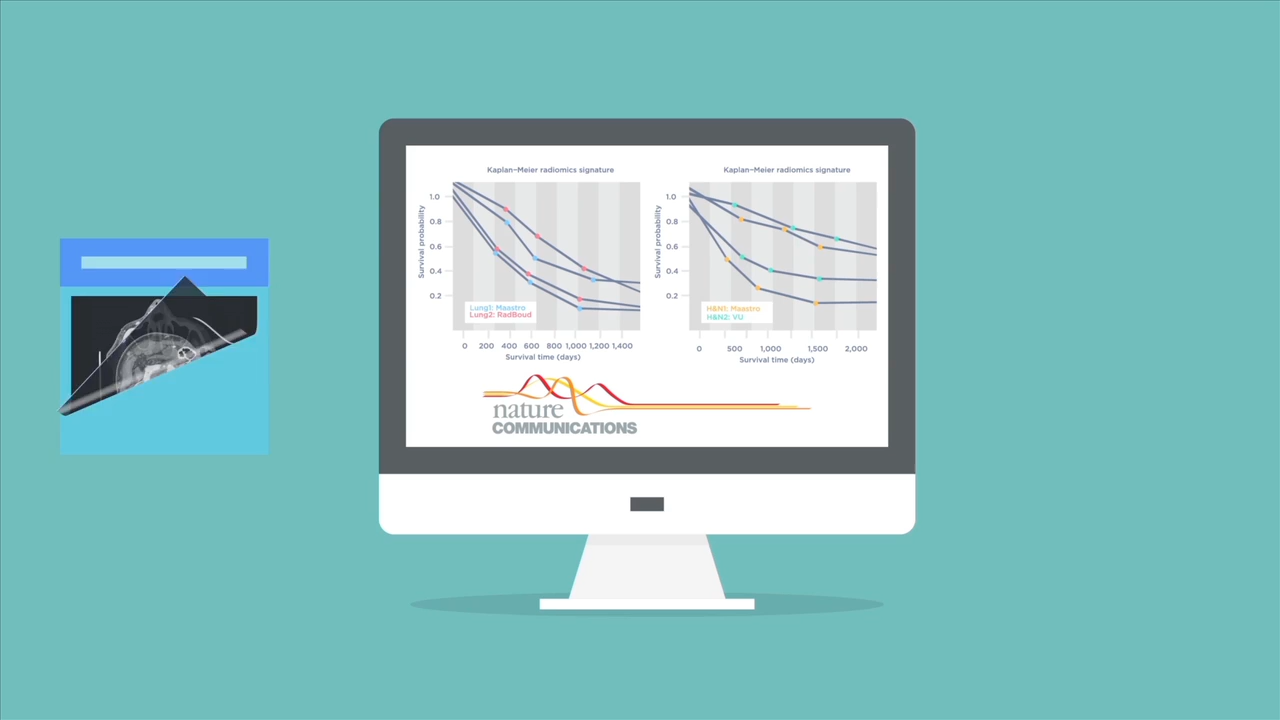 Kaplan–Meier radiomics signature
Survival probability
1.0
0.8
0.6
0.4
0.2
Lung1: Maastro
Lung2: RadBoud
0 200 400 600 800 1,000 1,200 1,400
Survival time (days)
Kaplan–Meier radiomics signature
Survival probability
1.0
0.8
0.6
0.4
0.2
H&N1: Maastro
H&N2: VU
0 500 1,000 1,500 2,000
Survival time (days)
nature
COMMUNICATIONS